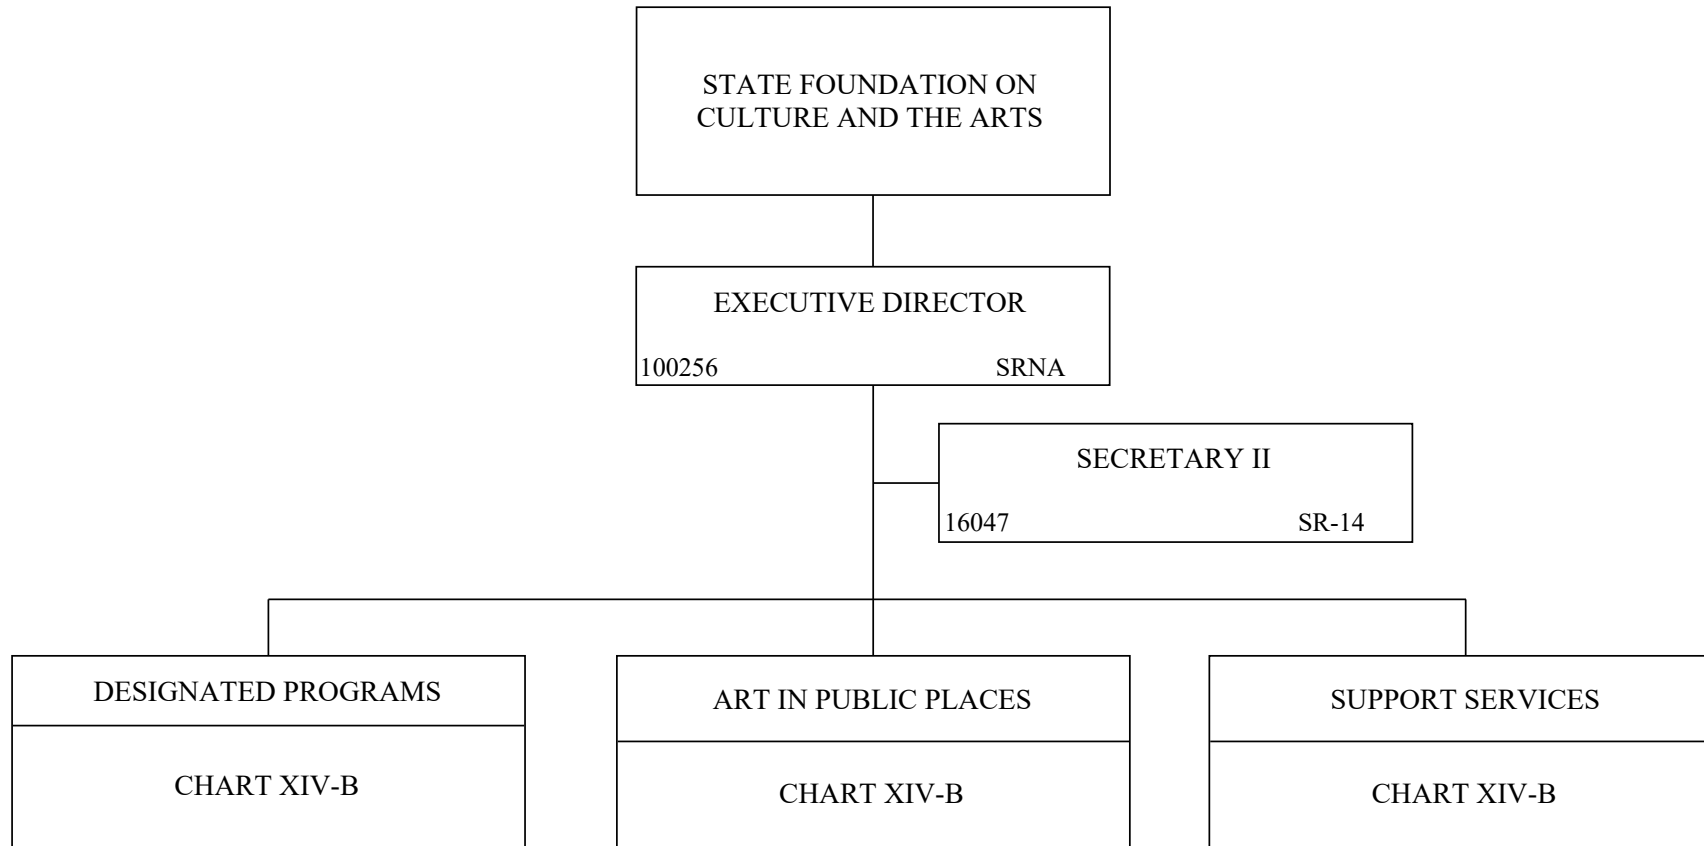 STATE FOUNDATION ON
CULTURE AND THE ARTS
EXECUTIVE DIRECTOR
100256 SRNA
SECRETARY II
16047 SR-14
DESIGNATED PROGRAMS
CHART XIV-B
ART IN PUBLIC PLACES
CHART XIV-B
SUPPORT SERVICES
CHART XIV-B